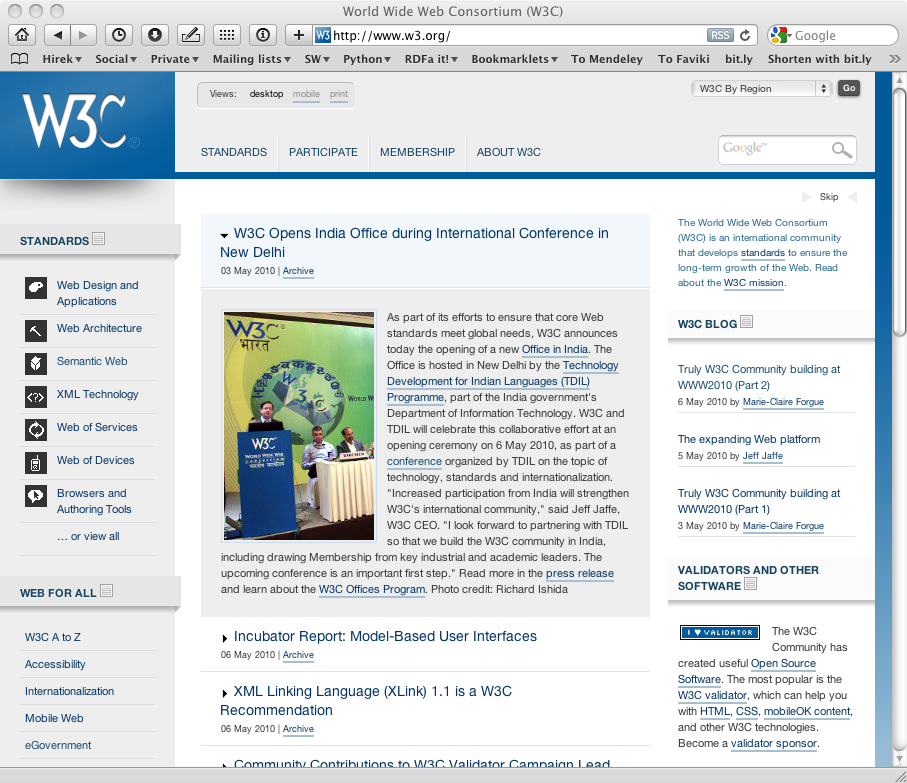 World Wide Web Consortium (W3C)
http://www.w3.org/
RSS
Google
Hirek
Social
Private
Mailing lists
SW
Python
RDFa it!
Bookmarklets
To Mendeley
To Faviki
bit.ly
Shorten with bit.ly
W3C
Views: desktop mobile print
W3C By Region
Go
STANDARDS
PARTICIPATE
MEMBERSHIP
ABOUT W3C
Google™
Skip
STANDARDS
Web Design and
Applications
Web Architecture
Semantic Web
XML Technology
Web of Services
Web of Devices
Browsers and
Authoring Tools
... or view all
WEB FOR ALL
W3C A to Z
Accessibility
Internationalization
Mobile Web
eGovernment
W3C Opens India Office during International Conference in
New Delhi
03 May 2010 | Archive
W3C
भारत
W3C
As part of its efforts to ensure that core Web
standards meet global needs, W3C announces
today the opening of a new Office in India. The
Office is hosted in New Delhi by the Technology
Development for Indian Languages (TDIL)
Programme, part of the India government's
Department of Information Technology. W3C and
TDIL will celebrate this collaborative effort at an
opening ceremony on 6 May 2010, as part of a
conference organized by TDIL on the topic of
technology, standards and internationalization.
"Increased participation from India will strengthen
W3C's international community," said Jeff Jaffe,
W3C CEO. "I look forward to partnering with TDIL
so that we build the W3C community in India,
including drawing Membership from key industrial and academic leaders. The
upcoming conference is an important first step." Read more in the press release
and learn about the W3C Offices Program. Photo credit: Richard Ishida
Incubator Report: Model-Based User Interfaces
06 May 2010 | Archive
XML Linking Language (XLink) 1.1 is a W3C
Recommendation
06 May 2010 | Archive
Community Contributions to W3C Validator Campaign Lead
The World Wide Web Consortium
(W3C) is an international community
that develops standards to ensure the
long-term growth of the Web. Read
about the W3C mission.
W3C BLOG
Truly W3C Community building at
WWW2010 (Part 2)
6 May 2010 by Marie-Claire Forgue
The expanding Web platform
5 May 2010 by Jeff Jaffe
Truly W3C Community building at
WWW2010 (Part 1)
3 May 2010 by Marie-Claire Forgue
VALIDATORS AND OTHER
SOFTWARE
I ♥ VALIDATOR
The W3C
Community has
created useful Open Source
Software. The most popular is the
W3C validator, which can help you
with HTML, CSS, mobileOK content,
and other W3C technologies.
Become a validator sponsor.